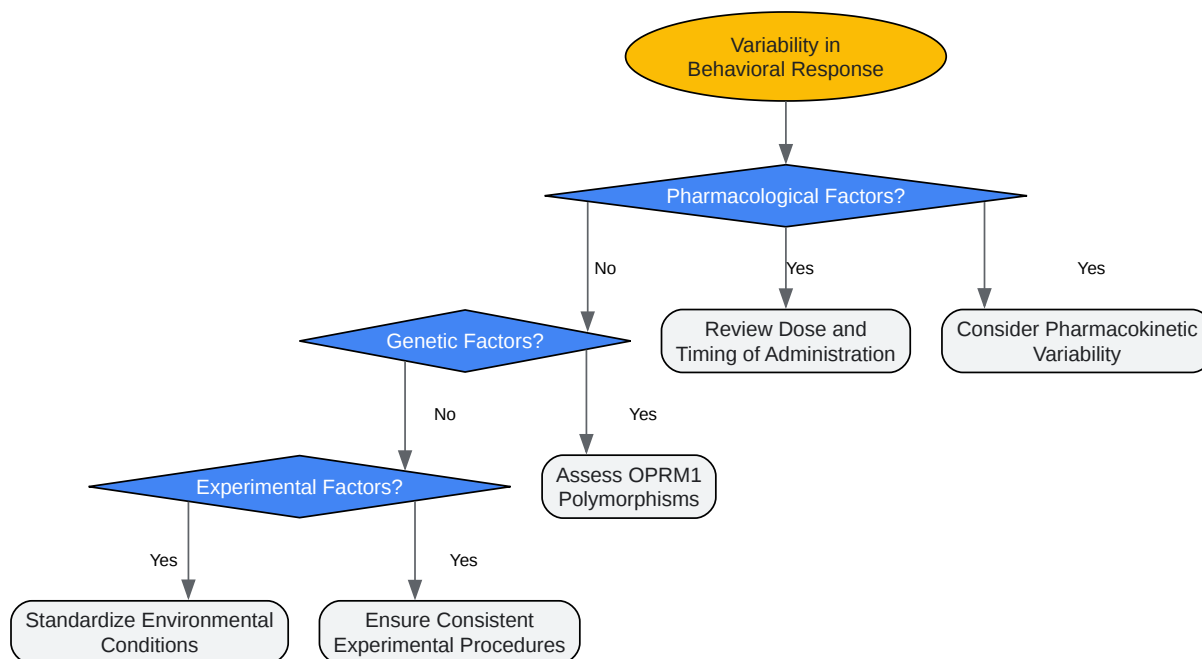 Variability in
Behavioral Response
Pharmacological Factors?
No
Yes
Yes
Genetic Factors?
Review Dose and
Timing of Administration
Consider Pharmacokinetic
Variability
No
Yes
Experimental Factors?
Assess OPRM1
Polymorphisms
Yes
Yes
Standardize Environmental
Conditions
Ensure Consistent
Experimental Procedures